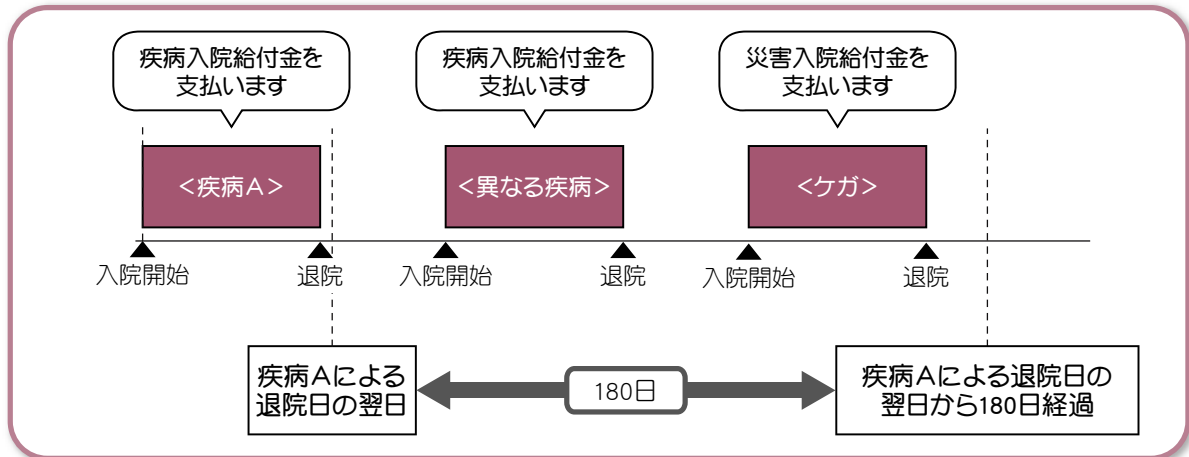 疾病入院給付金を
支払います
疾病入院給付金を
支払います
災害入院給付金を
支払います
<疾病A>
<異なる疾病>
<ケガ>
入院開始
退院
入院開始
退院
入院開始
退院
疾病Aによる
退院日の翌日
180日
疾病Aによる退院日の
翌日から180日経過